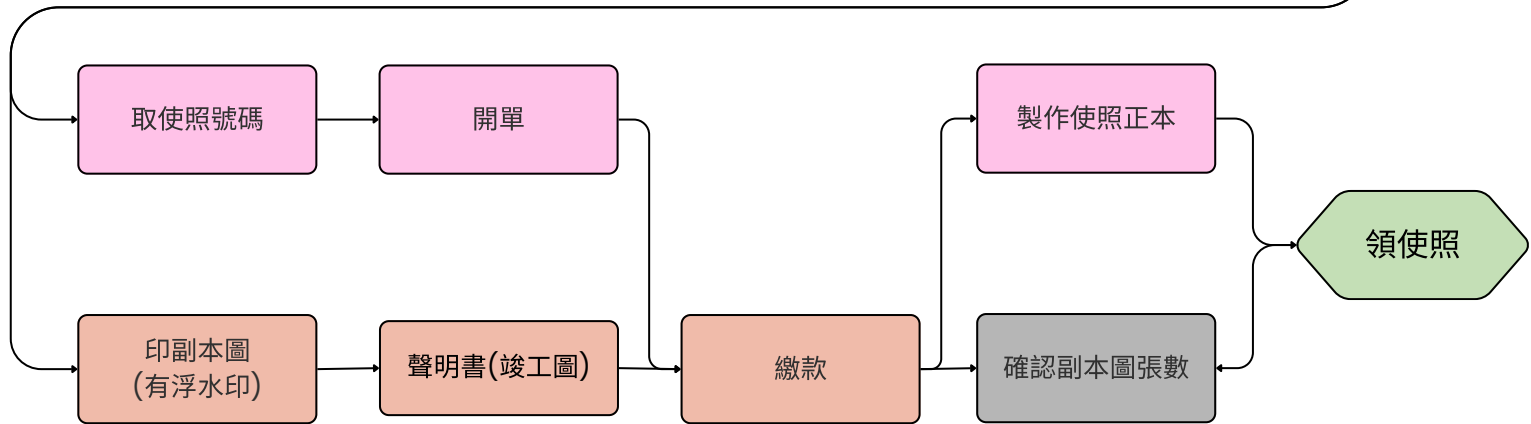 取使照號碼
開單
製作使照正本
領使照
印副本圖
(有浮水印)
聲明書(竣工圖)
繳款
確認副本圖張數